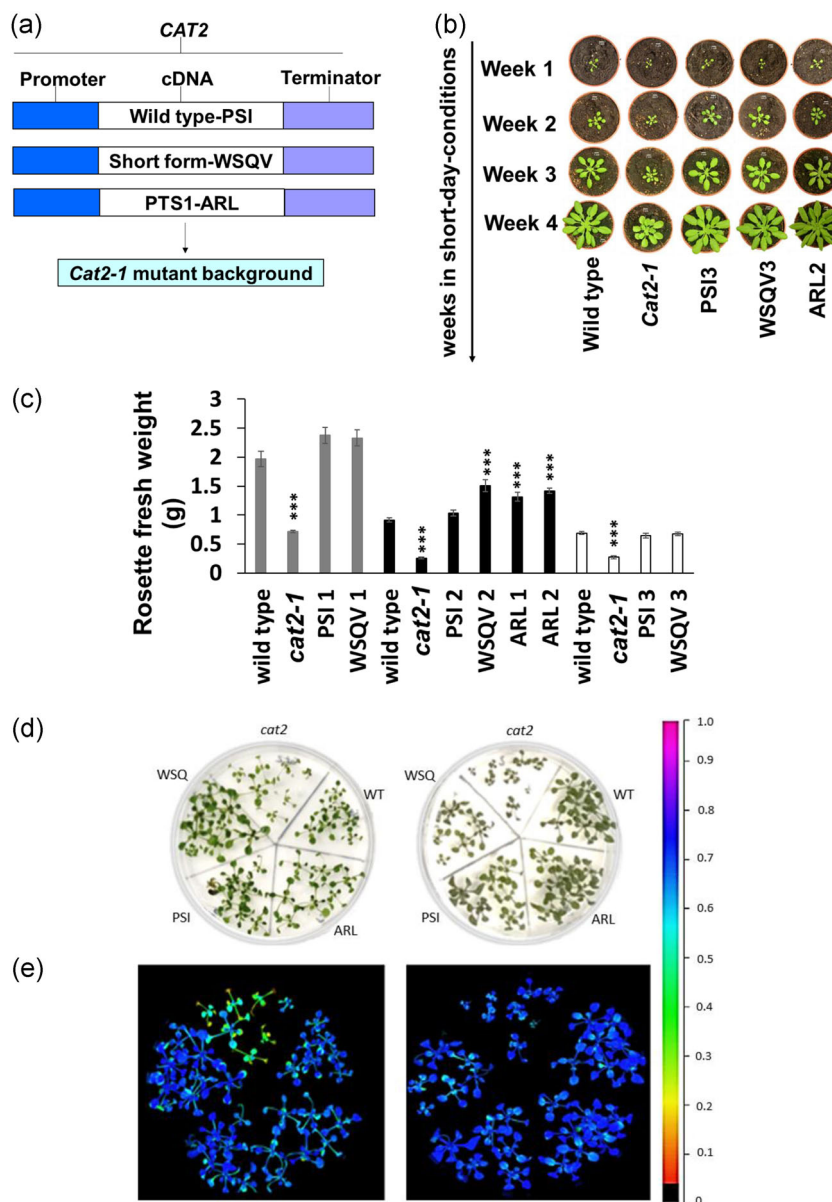 (a)
CAT2
Promoter cDNA Terminator
Wild type-PSI
Short form-WSQV
PTS1-ARL
Cat2-1 mutant background
(b)
weeks in short-day-conditions
Week 1
Week 2
Week 3
Week 4
Wild type
Cat2-1
PSI3
WSQV3
ARL2
(c)
Rosette fresh weight
(g)
3
2.5
2
1.5
1
0.5
0
***
***
***
***
***
***
wild type
cat2-1
PSI 1
WSQV 1
wild type
cat2-1
PSI 2
WSQV 2
ARL 1
ARL 2
wild type
cat2-1
PSI 3
WSQV 3
(d)
cat2
WSQ
WT
PSI
ARL
cat2
WSQ
WT
PSI
ARL
(e)
1.0
0.9
0.8
0.7
0.6
0.5
0.4
0.3
0.2
0.1
0